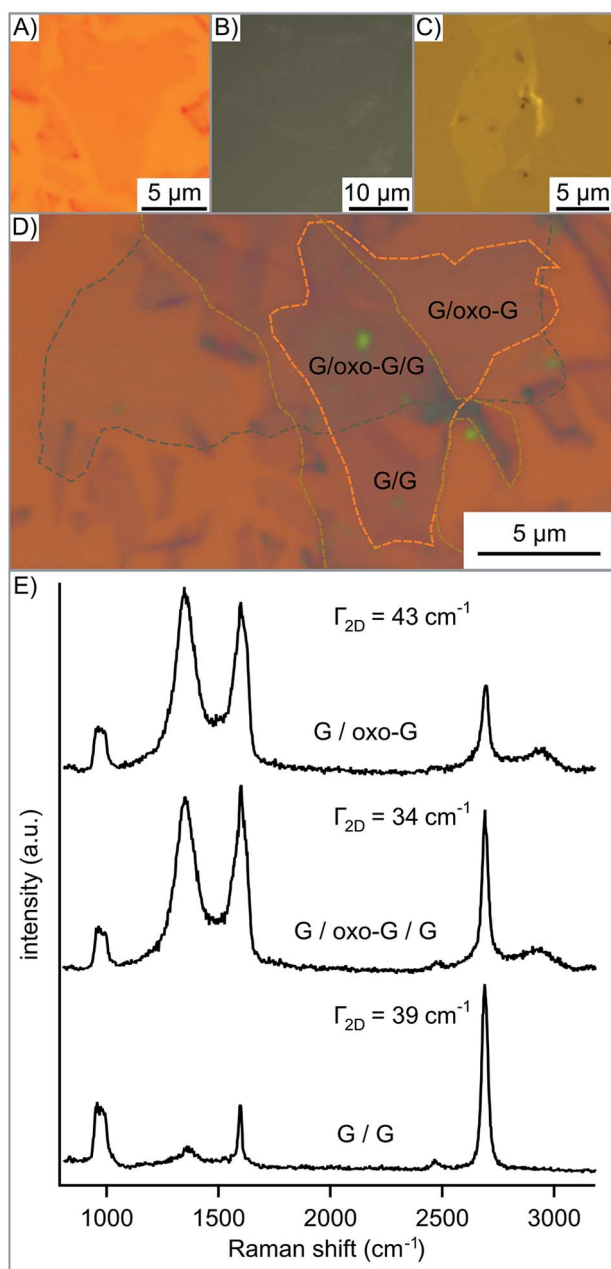 A)
5 µm
B)
10 µm
C)
5 µm
D)
G/oxo-G
G/oxo-G/G
G/G
5 µm
E)
Γ2D = 43 cm-1
G / oxo-G
Γ2D = 34 cm-1
G / oxo-G / G
Γ2D = 39 cm-1
G / G
intensity (a.u.)
1000 1500 2000 2500 3000
Raman shift (cm-1)